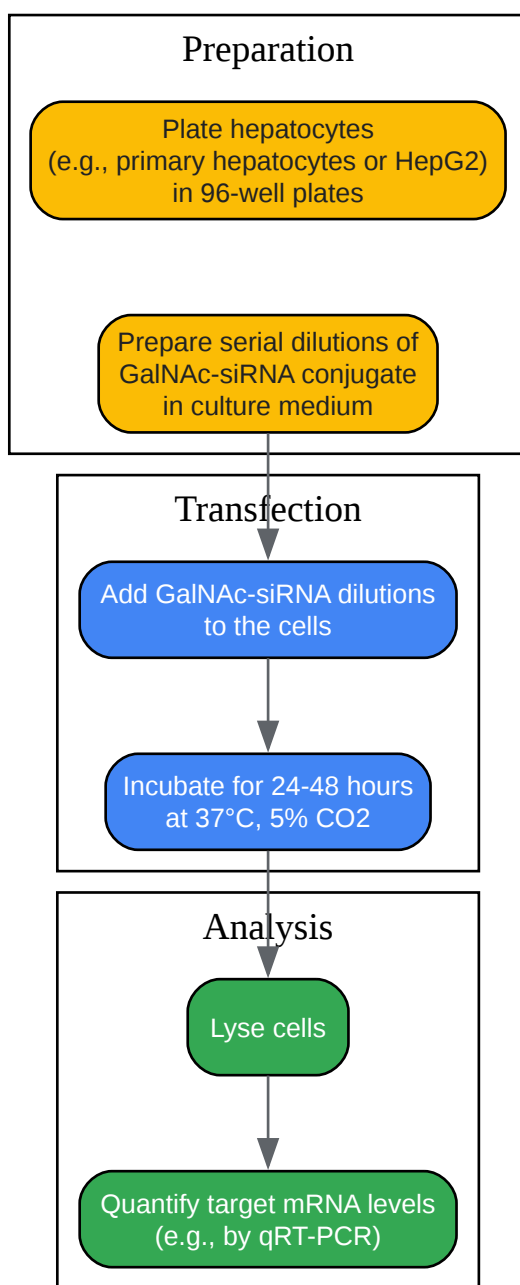 Preparation
Plate hepatocytes
(e.g., primary hepatocytes or HepG2)
in 96-well plates
Prepare serial dilutions of
GalNAc-siRNA conjugate
in culture medium
Transfection
Add GalNAc-siRNA dilutions
to the cells
Incubate for 24-48 hours
at 37°C, 5% CO2
Analysis
Lyse cells
Quantify target mRNA levels
(e.g., by qRT-PCR)